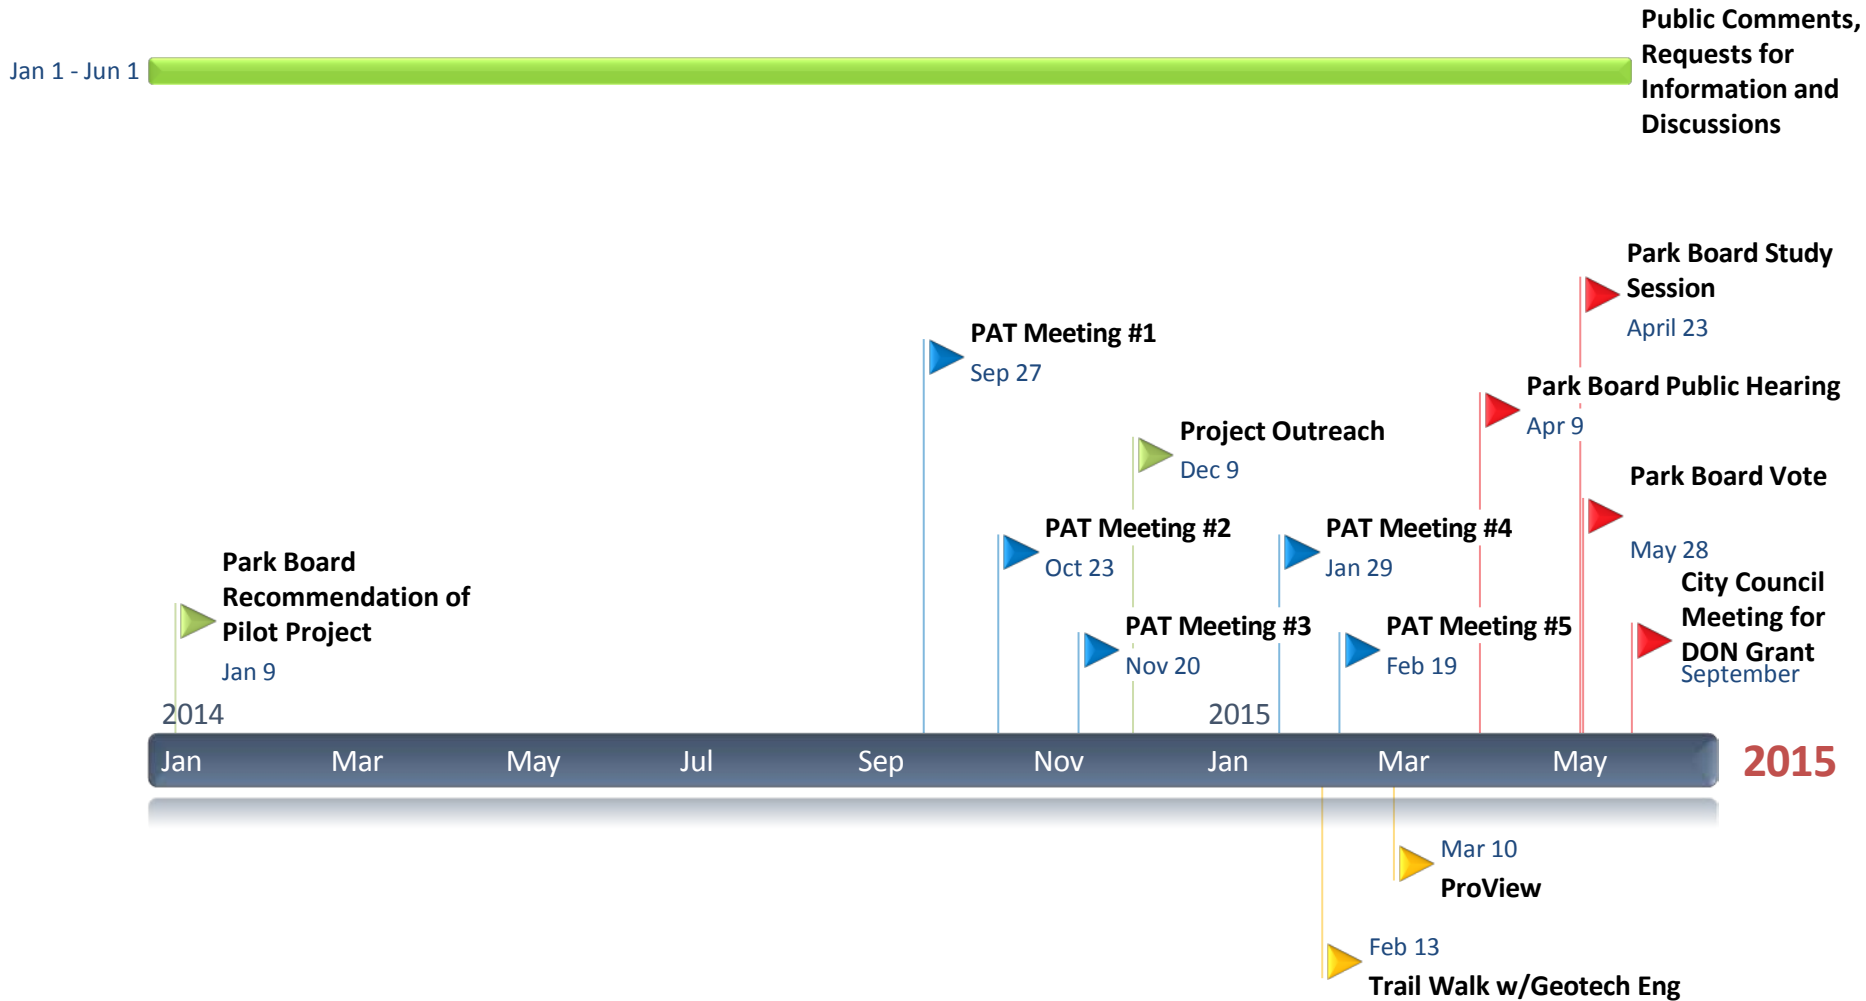 Public Comments,
Requests for
Information and
Discussions
Jan 1 - Jun 1
Park Board Study
Session
April 23
PAT Meeting #1
Sep 27
Park Board Public Hearing
Apr 9
Project Outreach
Dec 9
Park Board Vote
May 28
PAT Meeting #2
Oct 23
PAT Meeting #4
Jan 29
Park Board
Recommendation of
Pilot Project
Jan 9
City Council
Meeting for
DON Grant
September
PAT Meeting #3
Nov 20
PAT Meeting #5
Feb 19
2014
2015
Jan
Mar
May
Jul
Sep
Nov
Jan
Mar
May
2015
Mar 10
ProView
Feb 13
Trail Walk w/Geotech Eng